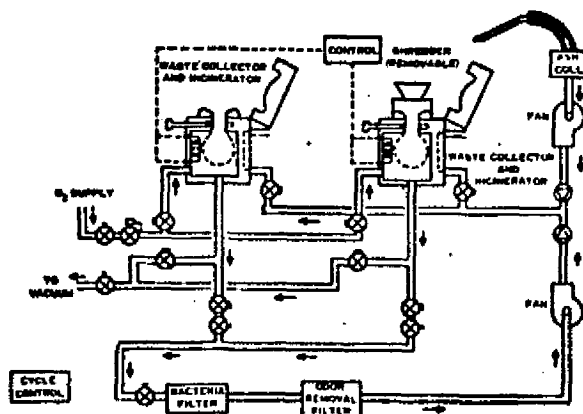 CONTROL
SHREDDER
(REMOVABLE)
WASTE COLLECTOR
AND INCINERATOR
ASH
COLL
FAN
WASTE COLLECTOR
AND
INCINERATOR
O₂ SUPPLY
TO
VACUUM
FAN
CYCLE
CONTROL
BACTERIA
FILTER
ODOR
REMOVAL
FILTER